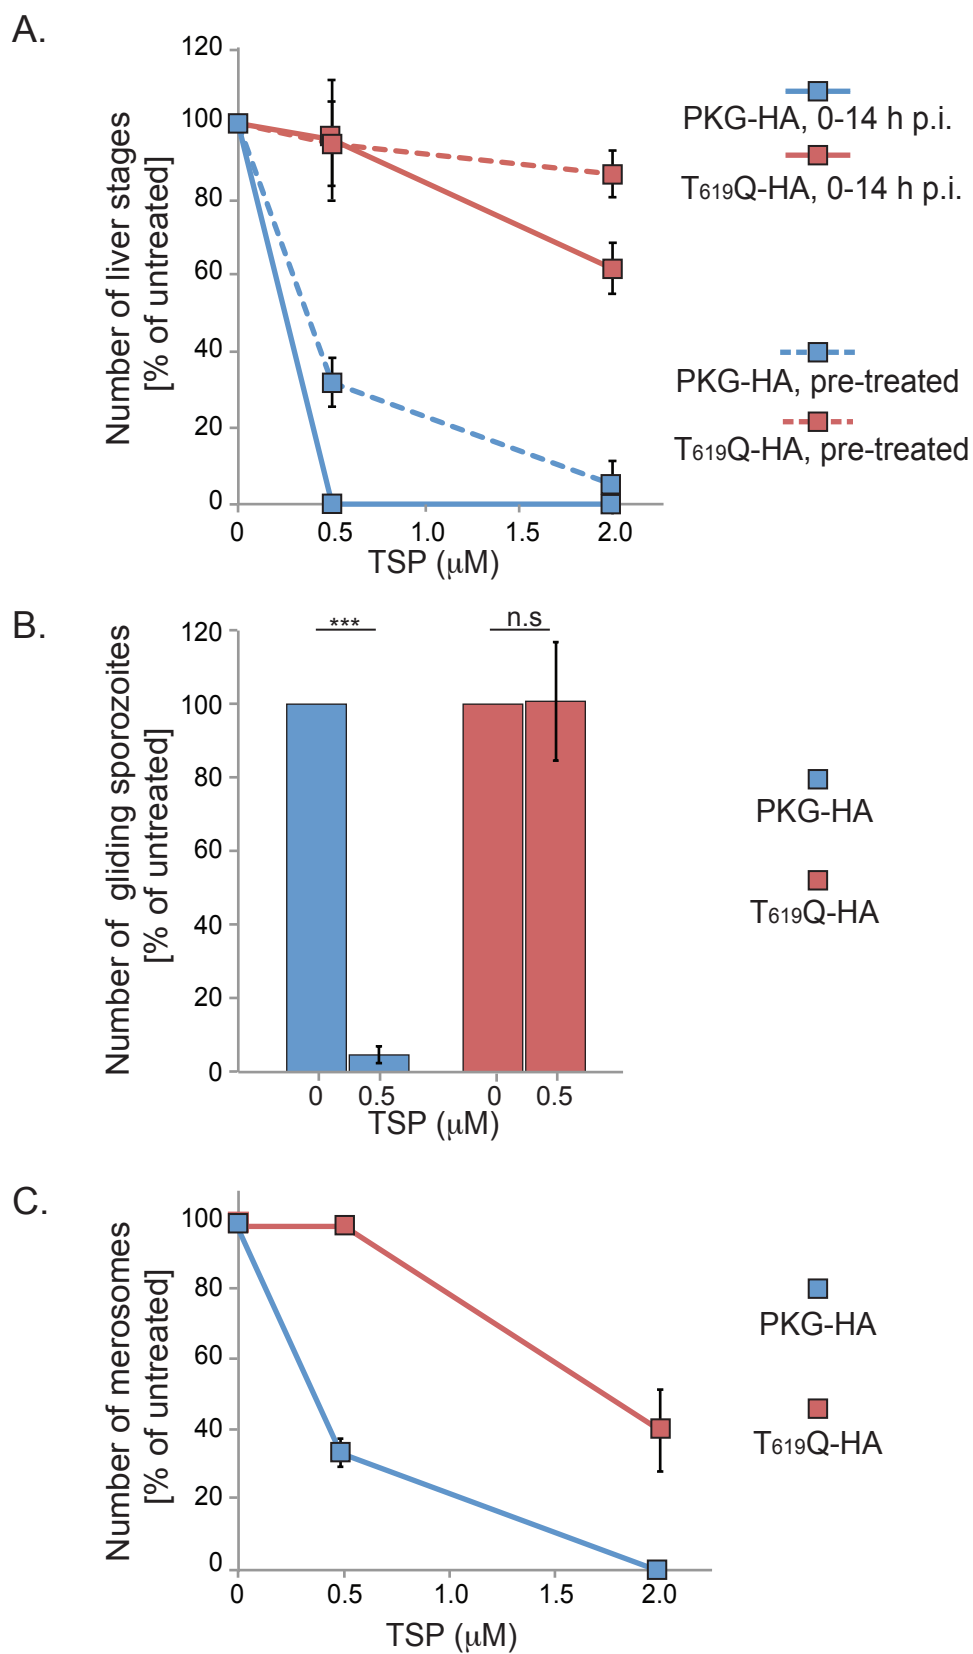 A.
Number of liver stages
[% of untreated]
120
100
80
60
40
20
0
0 0.5 1.0 1.5 2.0
TSP (μM)
PKG-HA, 0-14 h p.i.
T619Q-HA, 0-14 h p.i.
PKG-HA, pre-treated
T619Q-HA, pre-treated
B.
Number of gliding sporozoites
[% of untreated]
120
100
80
60
40
20
0
***
n.s
0 0.5 0 0.5
TSP (μM)
PKG-HA
T619Q-HA
C.
Number of merosomes
[% of untreated]
100
80
60
40
20
0
0 0.5 1.0 1.5 2.0
TSP (μM)
PKG-HA
T619Q-HA